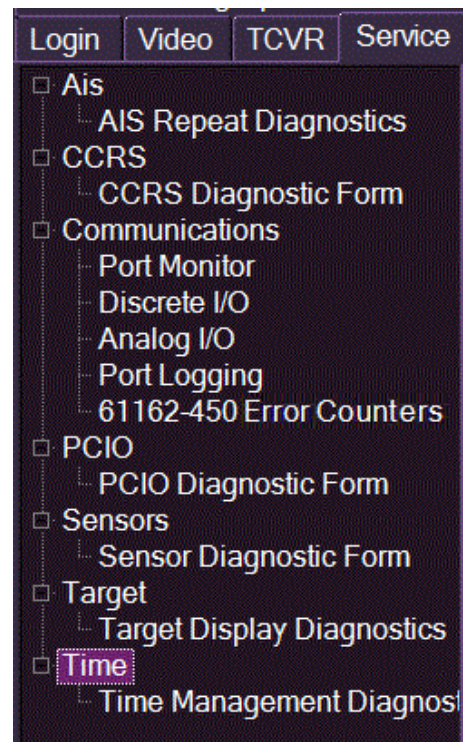 Login Video TCVR Service
Ais
AIS Repeat Diagnostics
CCRS
CCRS Diagnostic Form
Communications
Port Monitor
Discrete I/O
Analog I/O
Port Logging
61162-450 Error Counters
PCIO
PCIO Diagnostic Form
Sensors
Sensor Diagnostic Form
Target
Target Display Diagnostics
Time
Time Management Diagnost